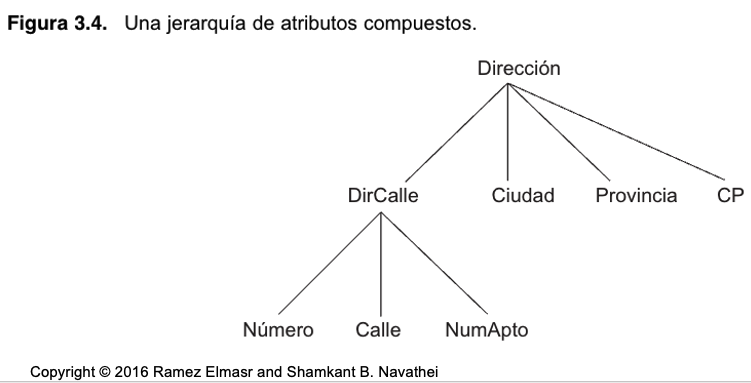 Figura 3.4. Una jerarquía de atributos compuestos.
Dirección
DirCalle Ciudad Provincia CP
Número Calle NumApto
Copyright © 2016 Ramez Elmasr and Shamkant B. Navathei